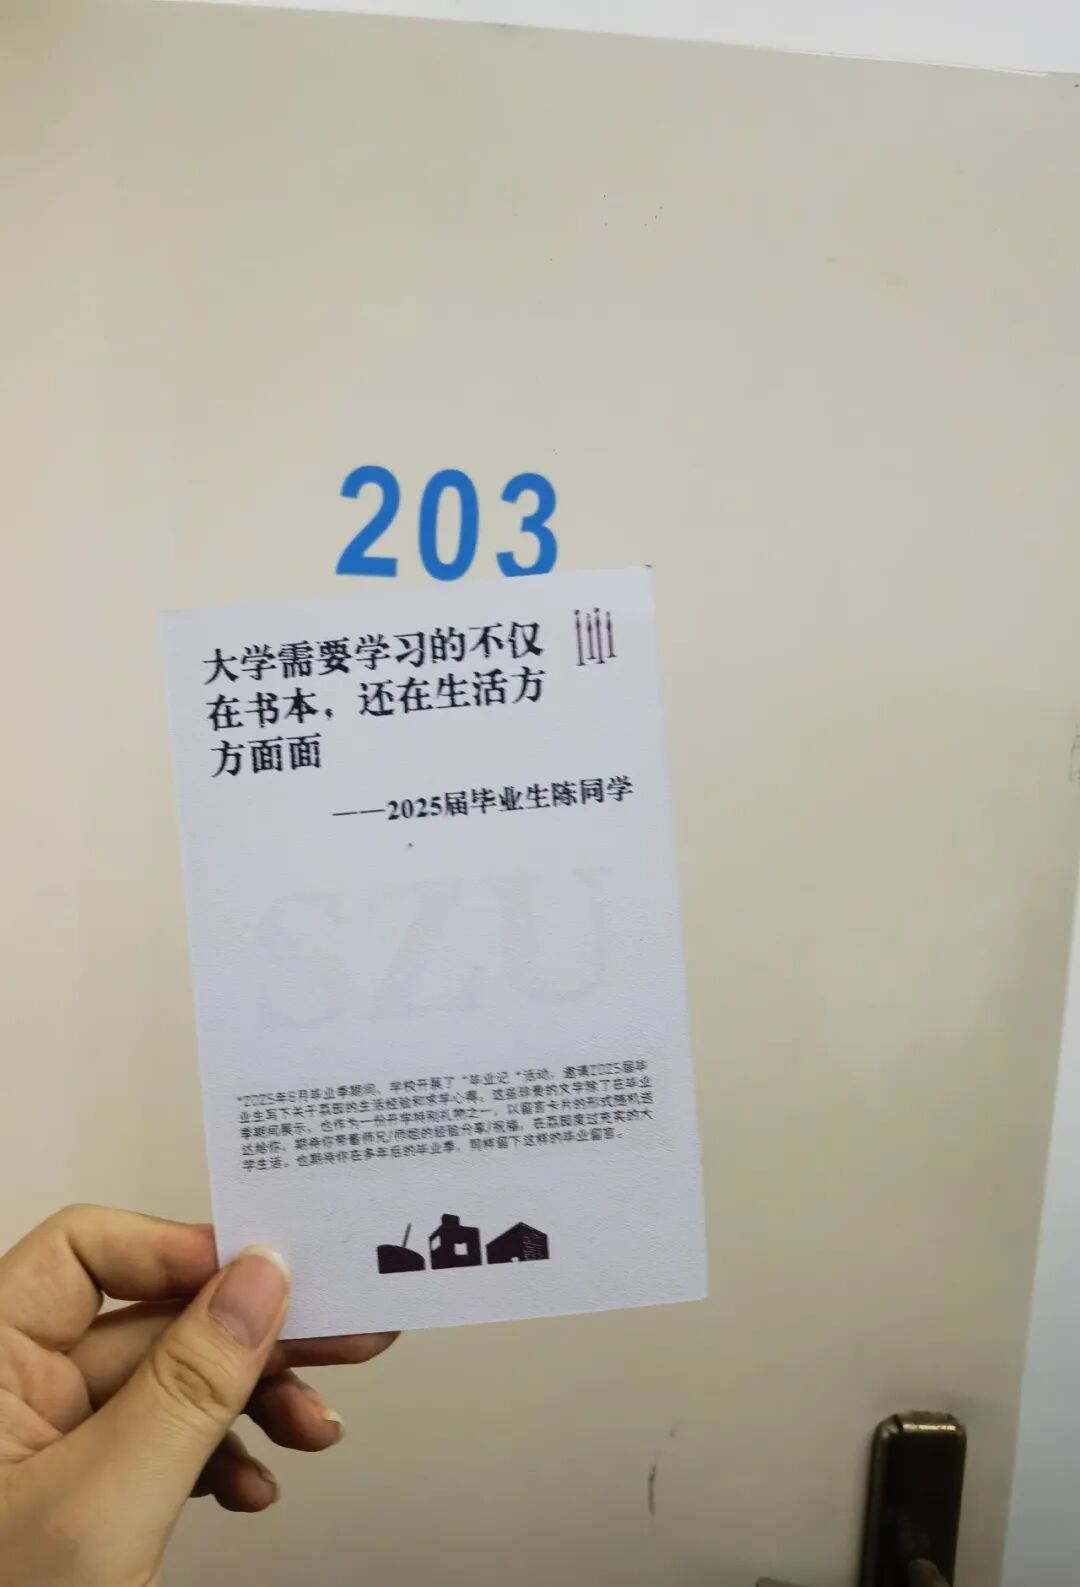 203
大学需要学习的不仅
在书本，还在生活方
方面面
——2025届毕业生陈同学
SZU
*2025年6月毕业季期间，学校开展了“毕业记“活动，邀请2025届毕
业生写下关于荔园的生活经验和求学心得。这些珍贵的文字除了在毕业
季期间展示，也作为一份开学特别礼物之一，以留言卡片的形式随机送
达给你，期待你带着师兄/师姐的经验分享/祝福，在荔园度过充实的大
学生活。也期待你在多年后的毕业季，同样留下这样的毕业留言。